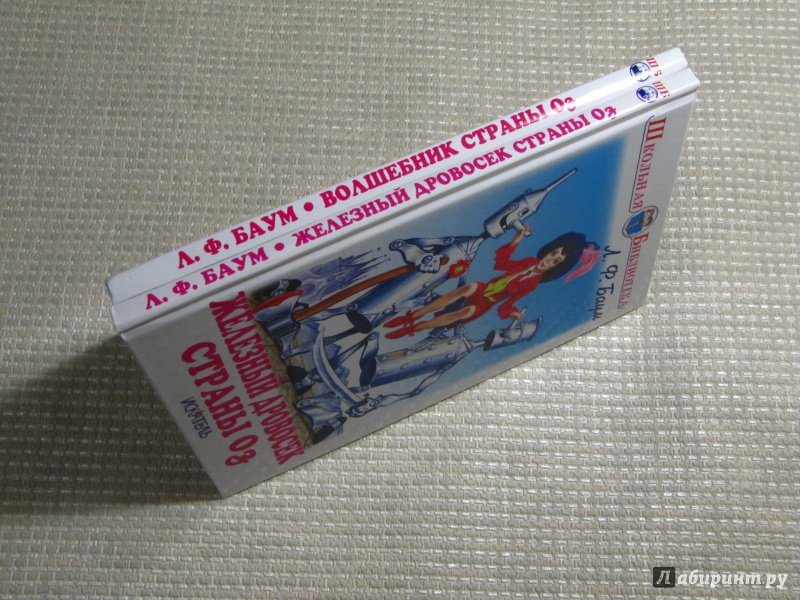 Л. Ф. БАУМ • ВОЛШЕБНИК СТРАНЫ ОЗ
Л. Ф. БАУМ • ЖЕЛЕЗНЫЙ ДРОВОСЕК СТРАНЫ ОЗ
ШКОЛЬНАЯ БИБЛИОТЕКА
Л. Ф. Баум
ЖЕЛЕЗНЫЙ ДРОВОСЕК
СТРАНЫ ОЗ
ИСКАТЕЛЬ
Лабиринт.ру